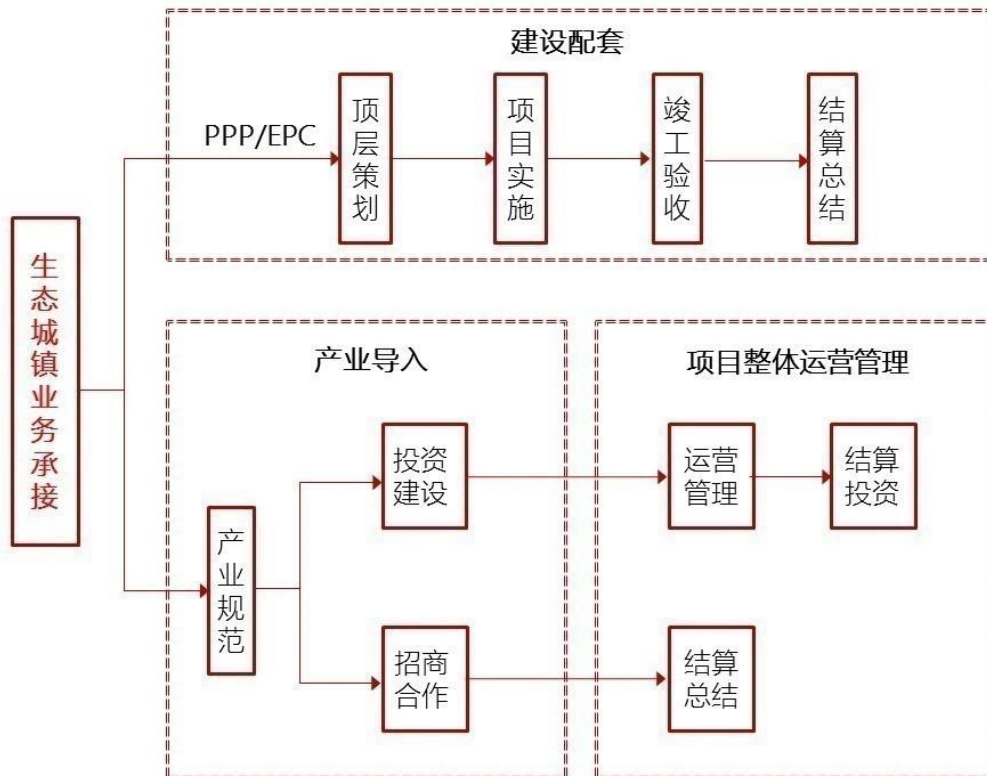 建设配套
PPP/EPC
顶层策划
项目实施
竣工验收
结算总结
生态城镇业务承接
产业导入
项目整体运营管理
产业规范
投资
建设
招商
合作
运营
管理
结算
投资
结算
总结